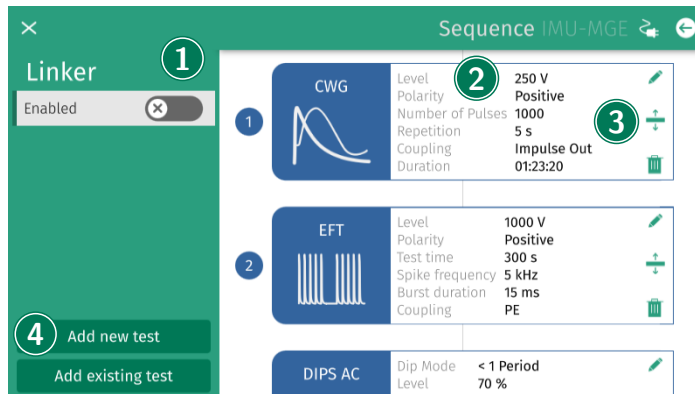 Sequence IMU-MGE
Linker
1
Enabled
4
Add new test
Add existing test
1
CWG
2
Level 250 V
Polarity Positive
Number of Pulses 1000
Repetition 5 s
Coupling Impulse Out
Duration 01:23:20
3
2
EFT
Level 1000 V
Polarity Positive
Test time 300 s
Spike frequency 5 kHz
Burst duration 15 ms
Coupling PE
DIPS AC
Dip Mode < 1 Period
Level 70 %